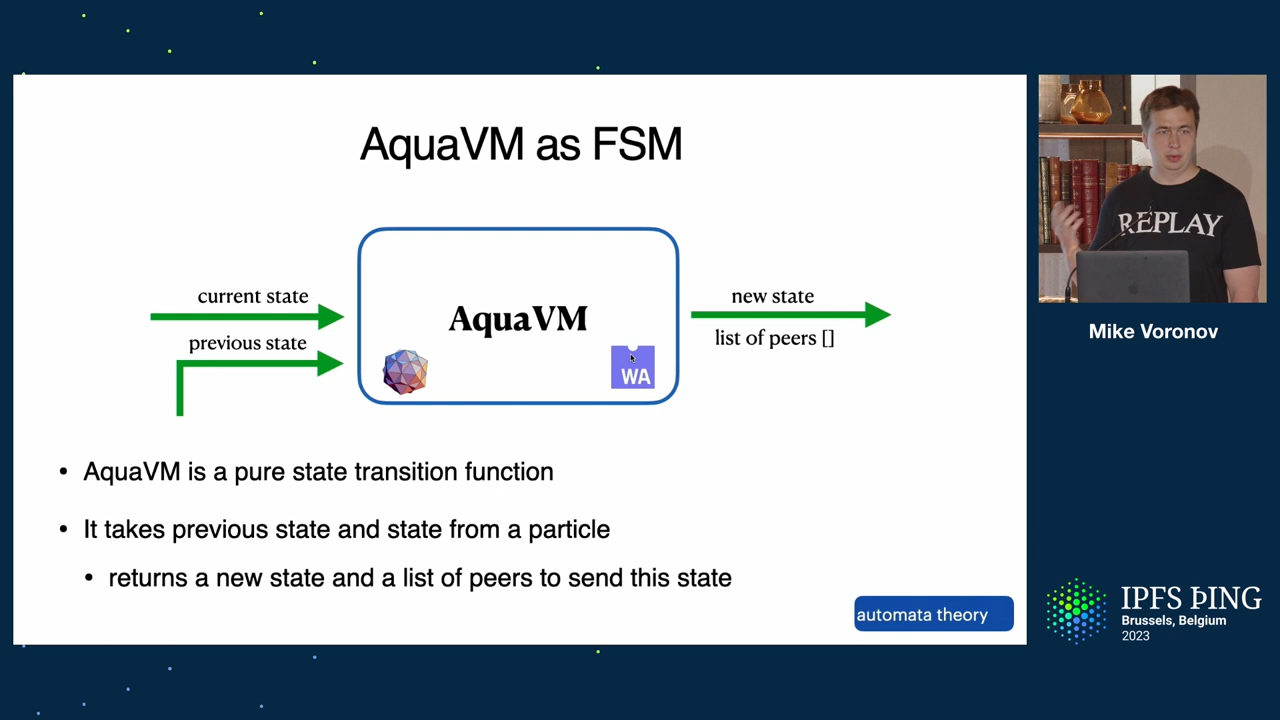 AquaVM as FSM
current state
previous state
AquaVM
WA
new state
list of peers []
• AquaVM is a pure state transition function
• It takes previous state and state from a particle
• returns a new state and a list of peers to send this state
automata theory
REPLAY
Mike Voronov
IPFS ÞING
Brussels, Belgium
2023